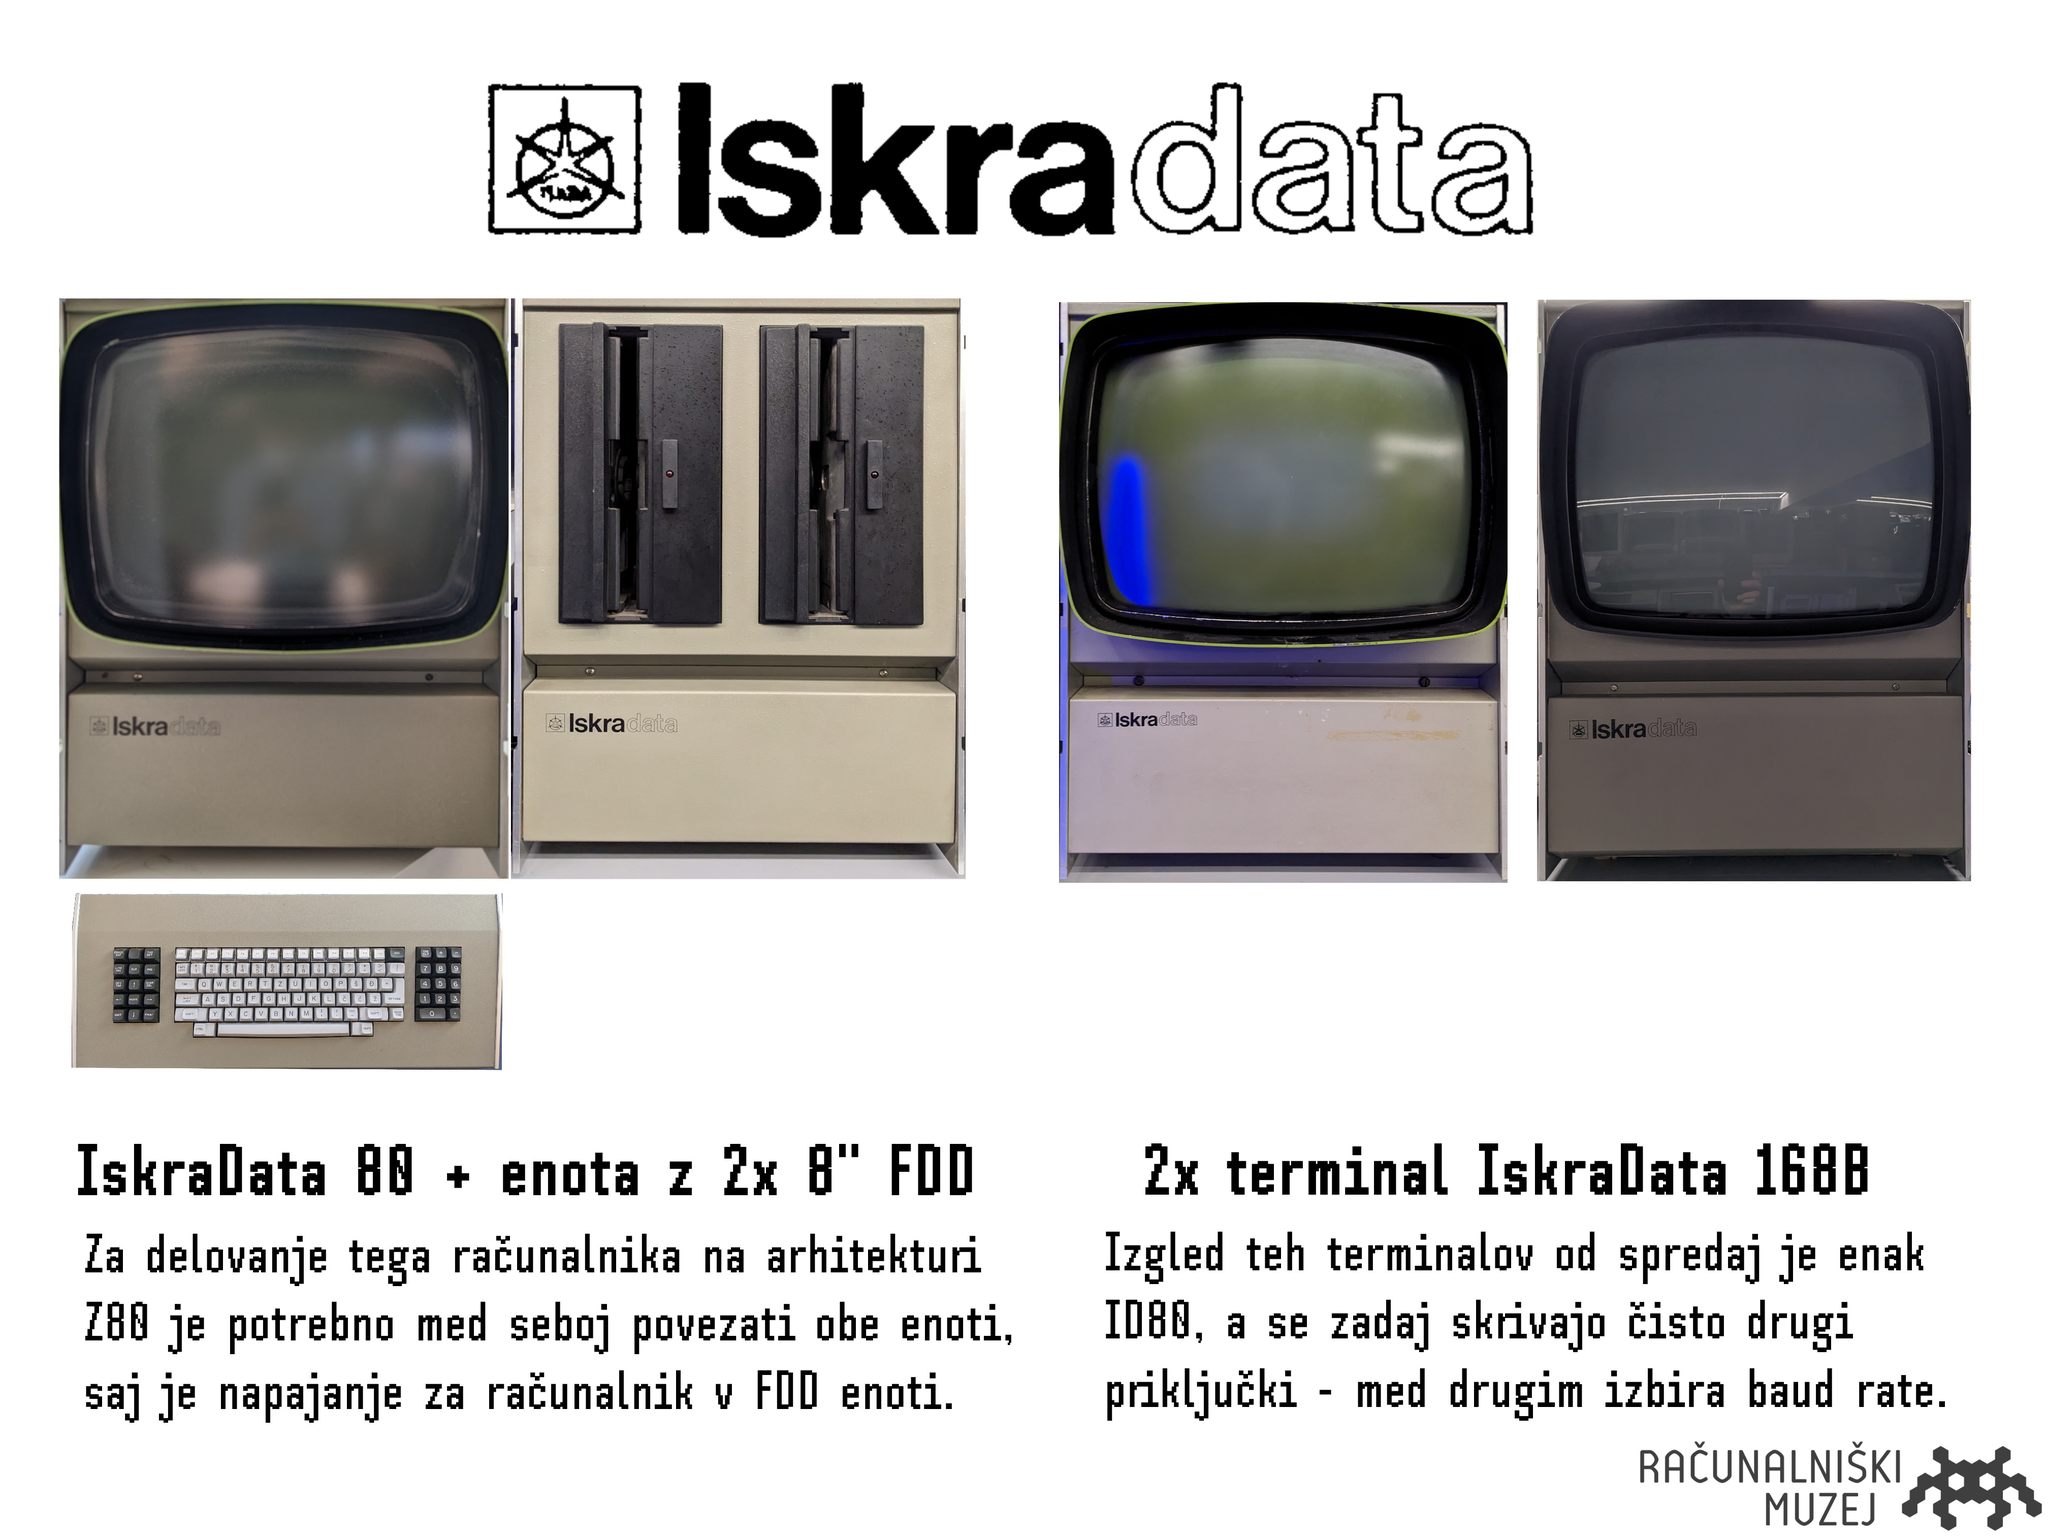 Iskradata
Iskradata
Iskradata
Iskradata
Iskradata
IskraData 80 + enota z 2x 8" FDD
Za delovanje tega računalnika na arhitekturi
Z80 je potrebno med seboj povezati obe enoti,
saj je napajanje za računalnik v FDD enoti.
2x terminal IskraData 1680
Izgled teh terminalov od spredaj je enak
ID80, a se zadaj skrivajo čisto drugi
priključki - med drugim izbira baud rate.
RAČUNALNIŠKI
MUZEJ